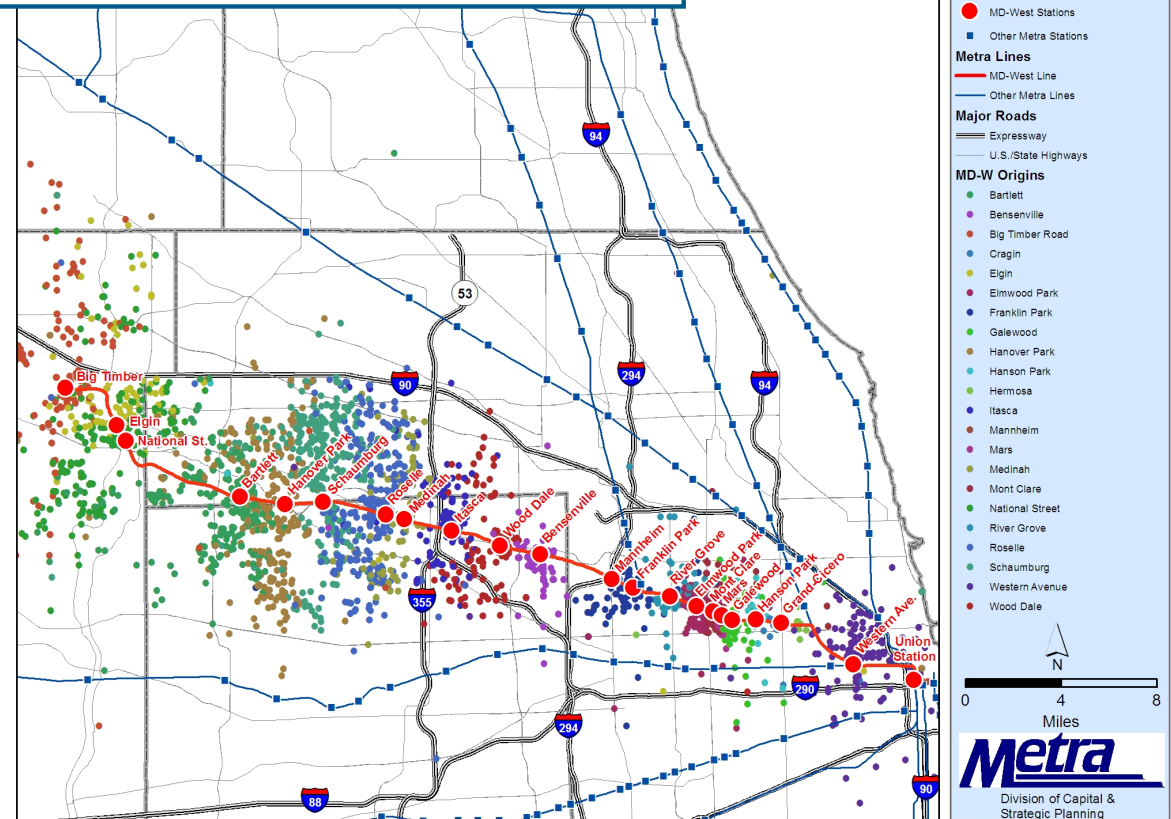 MD-West Stations
Other Metra Stations
Metra Lines
MD-West Line
Other Metra Lines
Major Roads
Expressway
U.S./State Highways
MD-W Origins
Bartlett
Bensenville
Big Timber Road
Cragin
Elgin
Elmwood Park
Franklin Park
Galewood
Hanover Park
Hanson Park
Hermosa
Itasca
Mannheim
Mars
Medinah
Mont Clare
National Street
River Grove
Roselle
Schaumburg
Western Avenue
Wood Dale
N
0 4 8
Miles
Metra
Division of Capital &
Strategic Planning
94
53
90
294
94
355
290
294
88
90
Big Timber
Elgin
National St.
Bartlett
Hanover Park
Schaumburg
Roselle
Medinah
Itasca
Wood Dale
Bensenville
Mannheim
Franklin Park
River Grove
Elmwood Park
Mont Clare
Mars
Galewood
Hanson Park
Grand-Cicero
Western Ave.
Union
Station